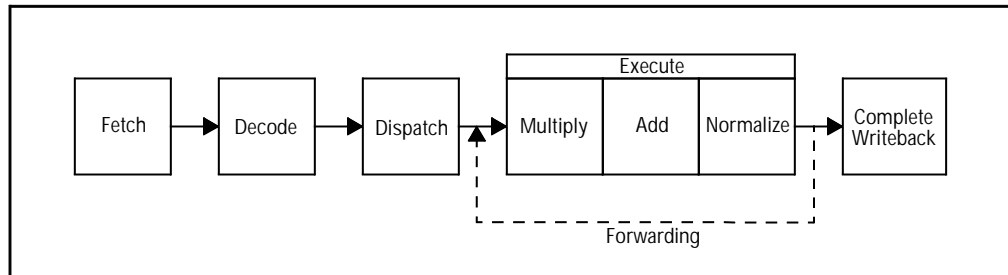 Execute
Fetch
Decode
Dispatch
Multiply
Add
Normalize
Complete
Writeback
Forwarding